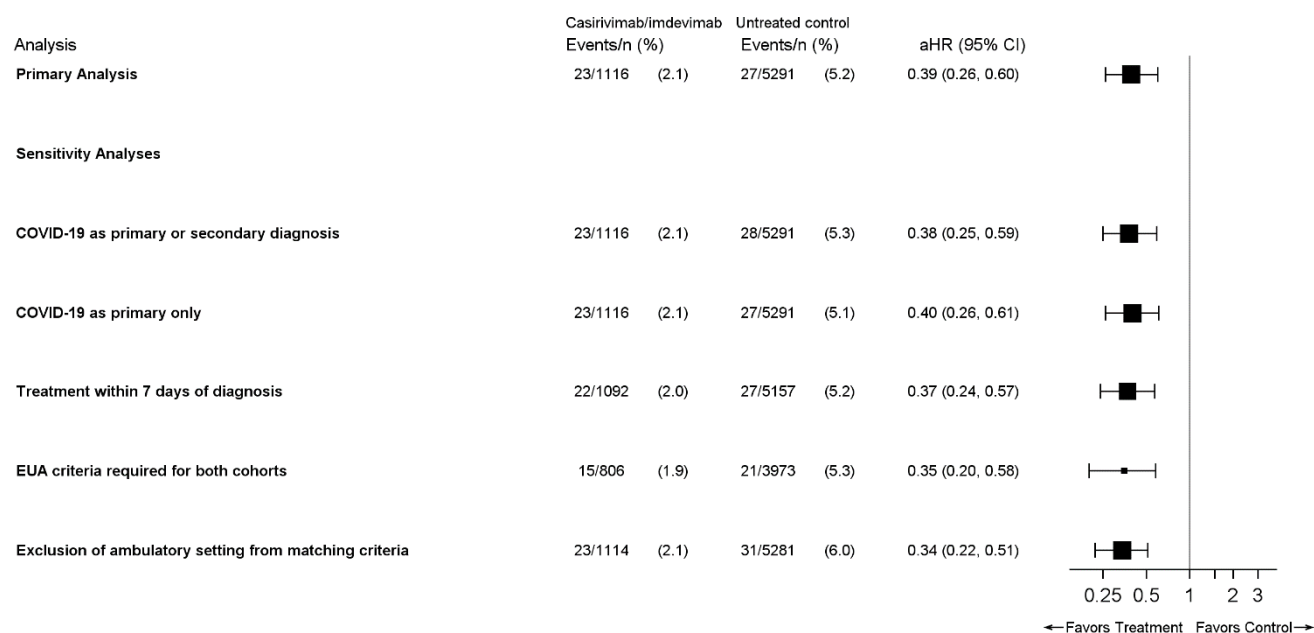 Casirivimab/imdevimab Untreated control
Analysis Events/n (%) Events/n (%) aHR (95% CI)
Primary Analysis 23/1116 (2.1) 27/5291 (5.2) 0.39 (0.26, 0.60)
Sensitivity Analyses
COVID-19 as primary or secondary diagnosis 23/1116 (2.1) 28/5291 (5.3) 0.38 (0.25, 0.59)
COVID-19 as primary only 23/1116 (2.1) 27/5291 (5.1) 0.40 (0.26, 0.61)
Treatment within 7 days of diagnosis 22/1092 (2.0) 27/5157 (5.2) 0.37 (0.24, 0.57)
EUA criteria required for both cohorts 15/806 (1.9) 21/3973 (5.3) 0.35 (0.20, 0.58)
Exclusion of ambulatory setting from matching criteria 23/1114 (2.1) 31/5281 (6.0) 0.34 (0.22, 0.51)
0.25 0.5 1 2 3
←Favors Treatment Favors Control→